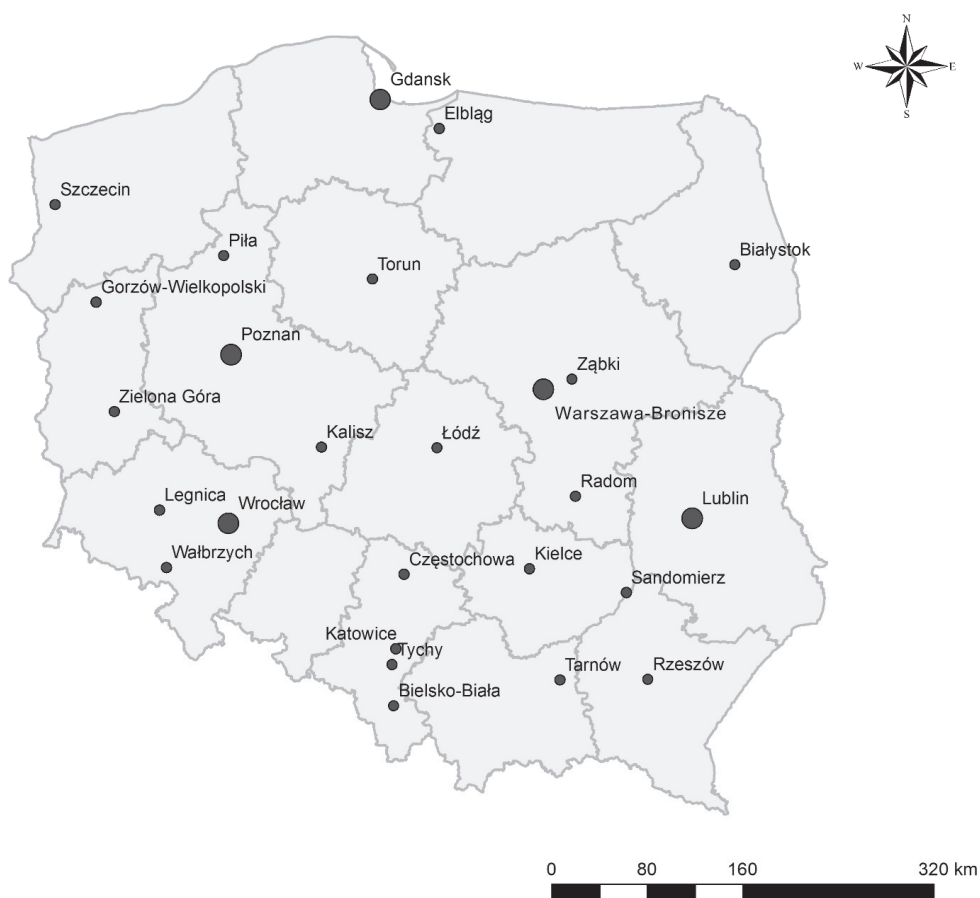 N
Gdansk
W E
S
Elbląg
Szczecin
Piła
Białystok
Torun
Gorzów-Wielkopolski
Poznan
Ząbki
Zielona Góra
Warszawa-Bronisze
Kalisz
Łódź
Radom
Legnica
Wrocław
Lublin
Wałbrzych
Częstochowa
Kielce
Sandomierz
Katowice
Tychy
Tarnów
Rzeszów
Bielsko-Biała
0 80 160 320 km